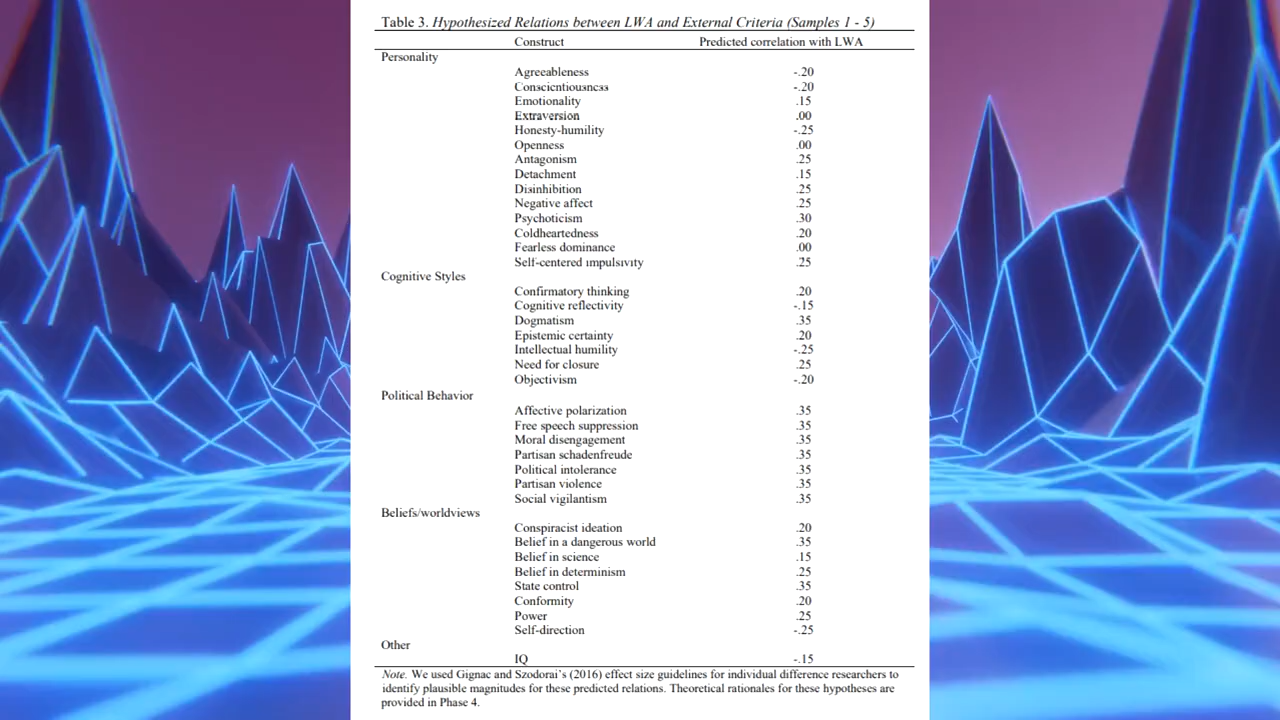 Table 3. Hypothesized Relations between LWA and External Criteria (Samples 1 - 5)
Construct Predicted correlation with LWA
Personality
Agreeableness -.20
Conscientiousness -.20
Emotionality .15
Extraversion .00
Honesty-humility -.25
Openness .00
Antagonism .25
Detachment .15
Disinhibition .25
Negative affect .25
Psychoticism .30
Coldheartedness .20
Fearless dominance .00
Self-centered impulsivity .25
Cognitive Styles
Confirmatory thinking .20
Cognitive reflectivity -.15
Dogmatism .35
Epistemic certainty .20
Intellectual humility -.25
Need for closure .25
Objectivism -.20
Political Behavior
Affective polarization .35
Free speech suppression .35
Moral disengagement .35
Partisan schadenfreude .35
Political intolerance .35
Partisan violence .35
Social vigilantism .35
Beliefs/worldviews
Conspiracist ideation .20
Belief in a dangerous world .35
Belief in science .15
Belief in determinism .25
State control .35
Conformity .20
Power .25
Self-direction -.25
Other
IQ -.15
Note. We used Gignac and Szodorai's (2016) effect size guidelines for individual difference researchers to
identify plausible magnitudes for these predicted relations. Theoretical rationales for these hypotheses are
provided in Phase 4.